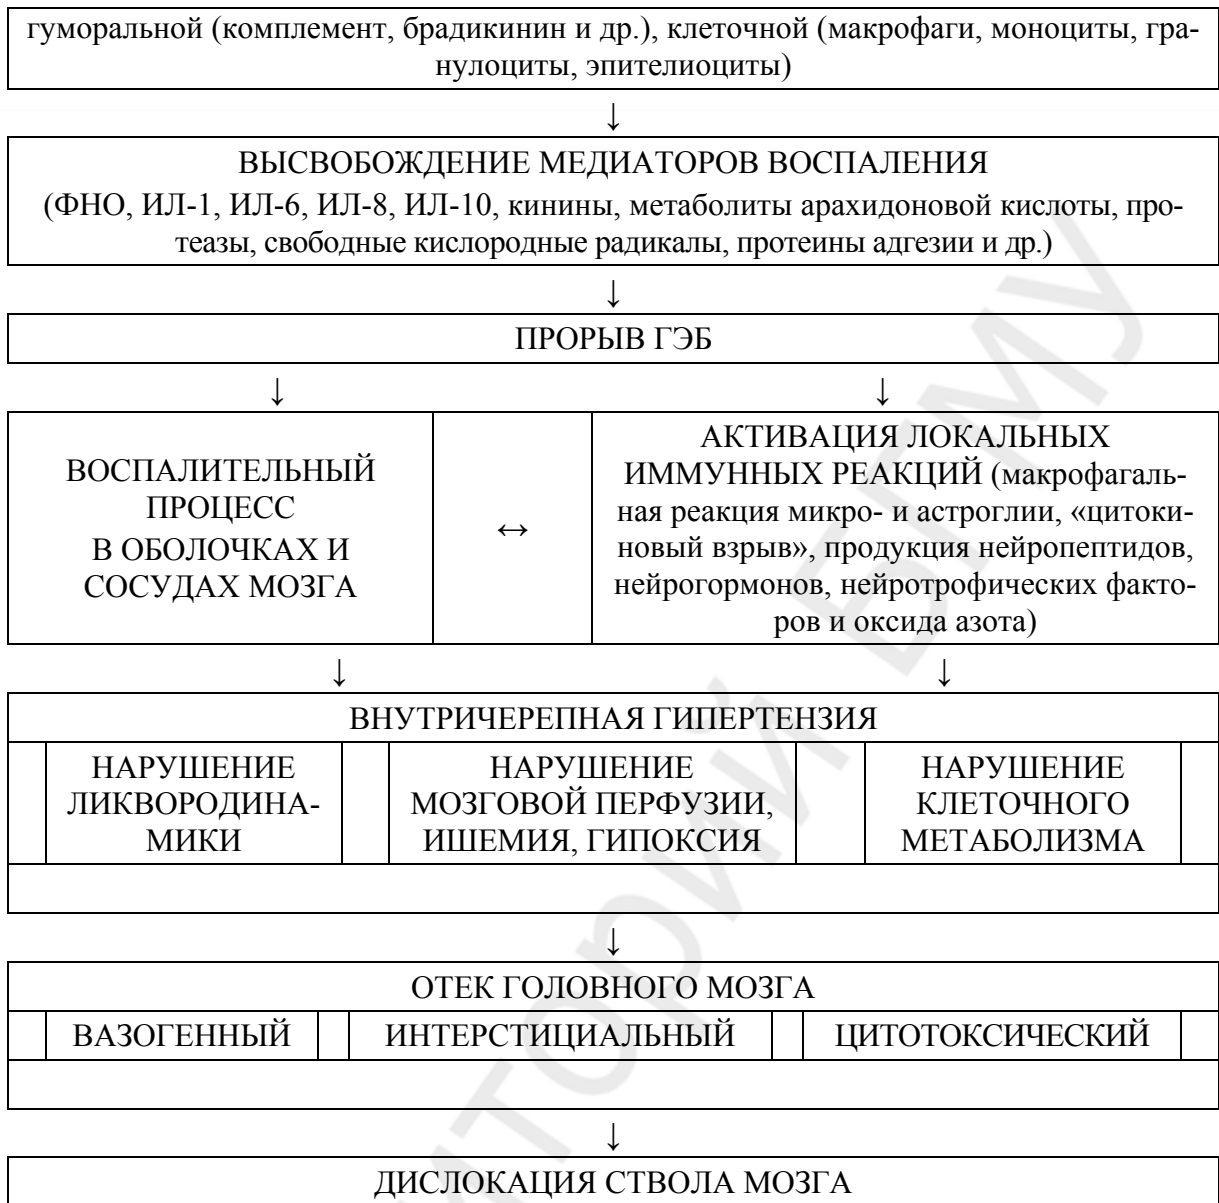 гуморальной (комплемент, брадикинин и др.), клеточной (макрофаги, моноциты, гра-
нулоциты, эпителиоциты)
↓
ВЫСВОБОЖДЕНИЕ МЕДИАТОРОВ ВОСПАЛЕНИЯ
(ФНО, ИЛ-1, ИЛ-6, ИЛ-8, ИЛ-10, кинины, метаболиты арахидоновой кислоты, про-
теазы, свободные кислородные радикалы, протеины адгезии и др.)
↓
ПРОРЫВ ГЭБ
↓ ↓
ВОСПАЛИТЕЛЬНЫЙ
ПРОЦЕСС
В ОБОЛОЧКАХ И
СОСУДАХ МОЗГА
↔
АКТИВАЦИЯ ЛОКАЛЬНЫХ
ИММУННЫХ РЕАКЦИЙ (макрофагаль-
ная реакция микро- и астроглии, «цитоки-
новый взрыв», продукция нейропептидов,
нейрогормонов, нейротрофических факто-
ров и оксида азота)
↓ ↓
ВНУТРИЧЕРЕПНАЯ ГИПЕРТЕНЗИЯ
НАРУШЕНИЕ
ЛИКВОРОДИНА-
МИКИ
НАРУШЕНИЕ
МОЗГОВОЙ ПЕРФУЗИИ,
ИШЕМИЯ, ГИПОКСИЯ
НАРУШЕНИЕ
КЛЕТОЧНОГО
МЕТАБОЛИЗМА
↓
ОТЕК ГОЛОВНОГО МОЗГА
ВАЗОГЕННЫЙ
ИНТЕРСТИЦИАЛЬНЫЙ
ЦИТОТОКСИЧЕСКИЙ
↓
ДИСЛОКАЦИЯ СТВОЛА МОЗГА
БГМУ